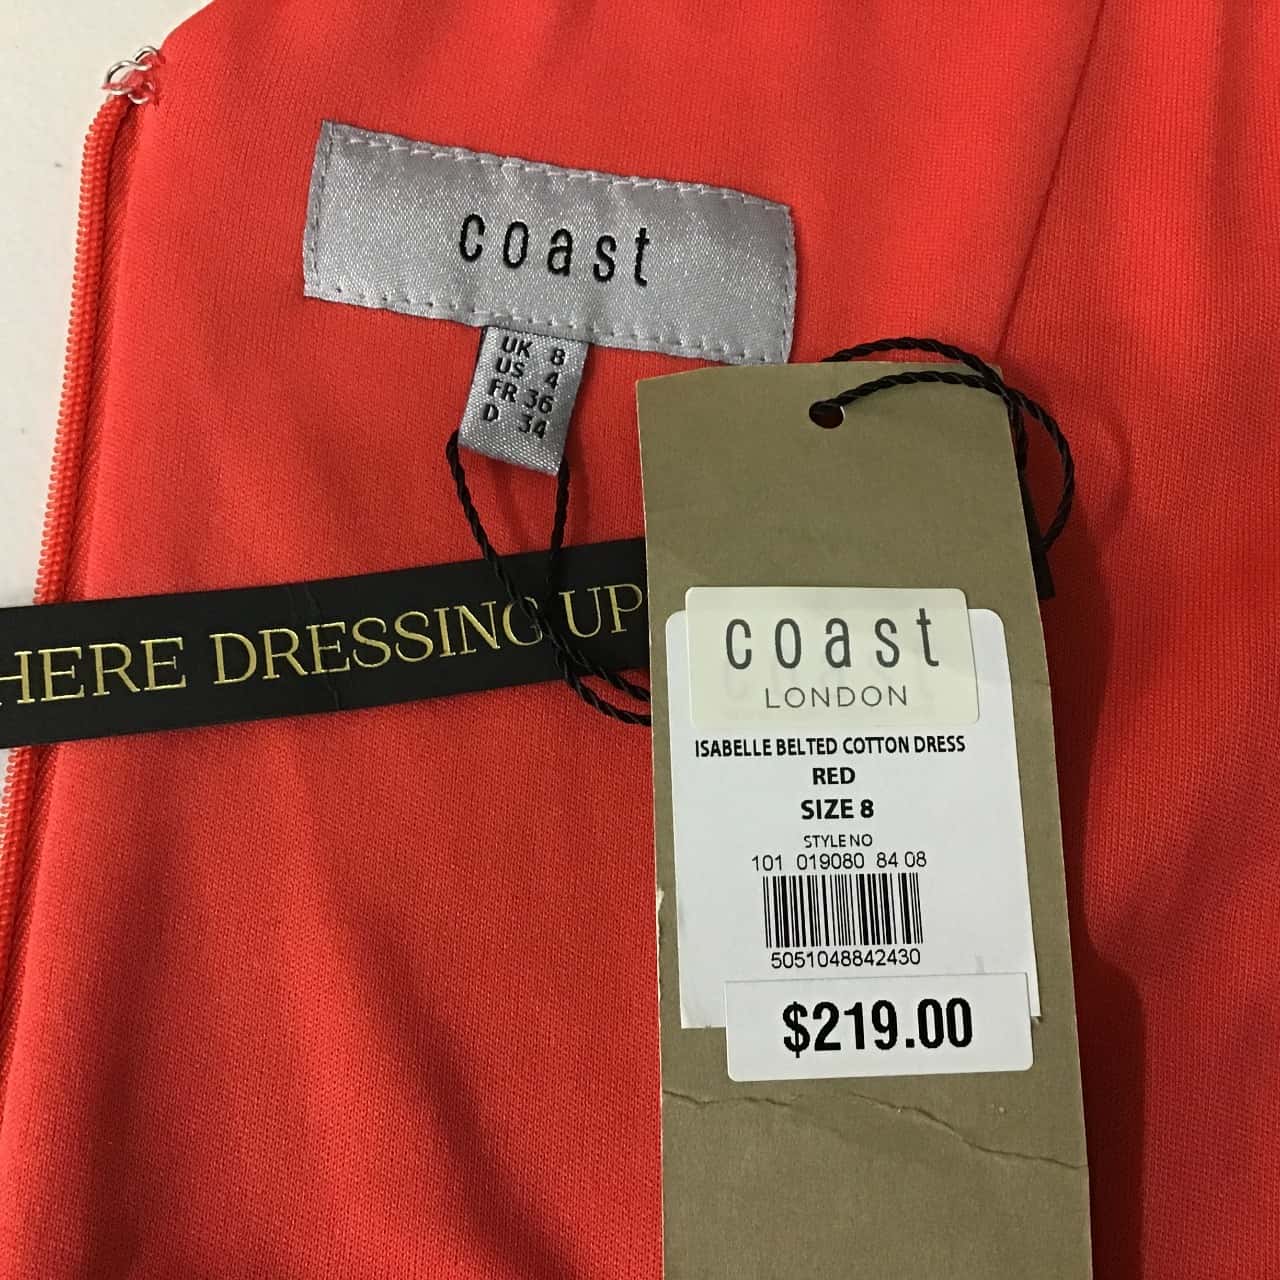 coast
UK 8
US 4
FR 36
D 34
HERE DRESSING UP
coast
LONDON
ISABELLE BELTED COTTON DRESS
RED
SIZE 8
STYLE NO
101 019080 84 08
5051048842430
$219.00